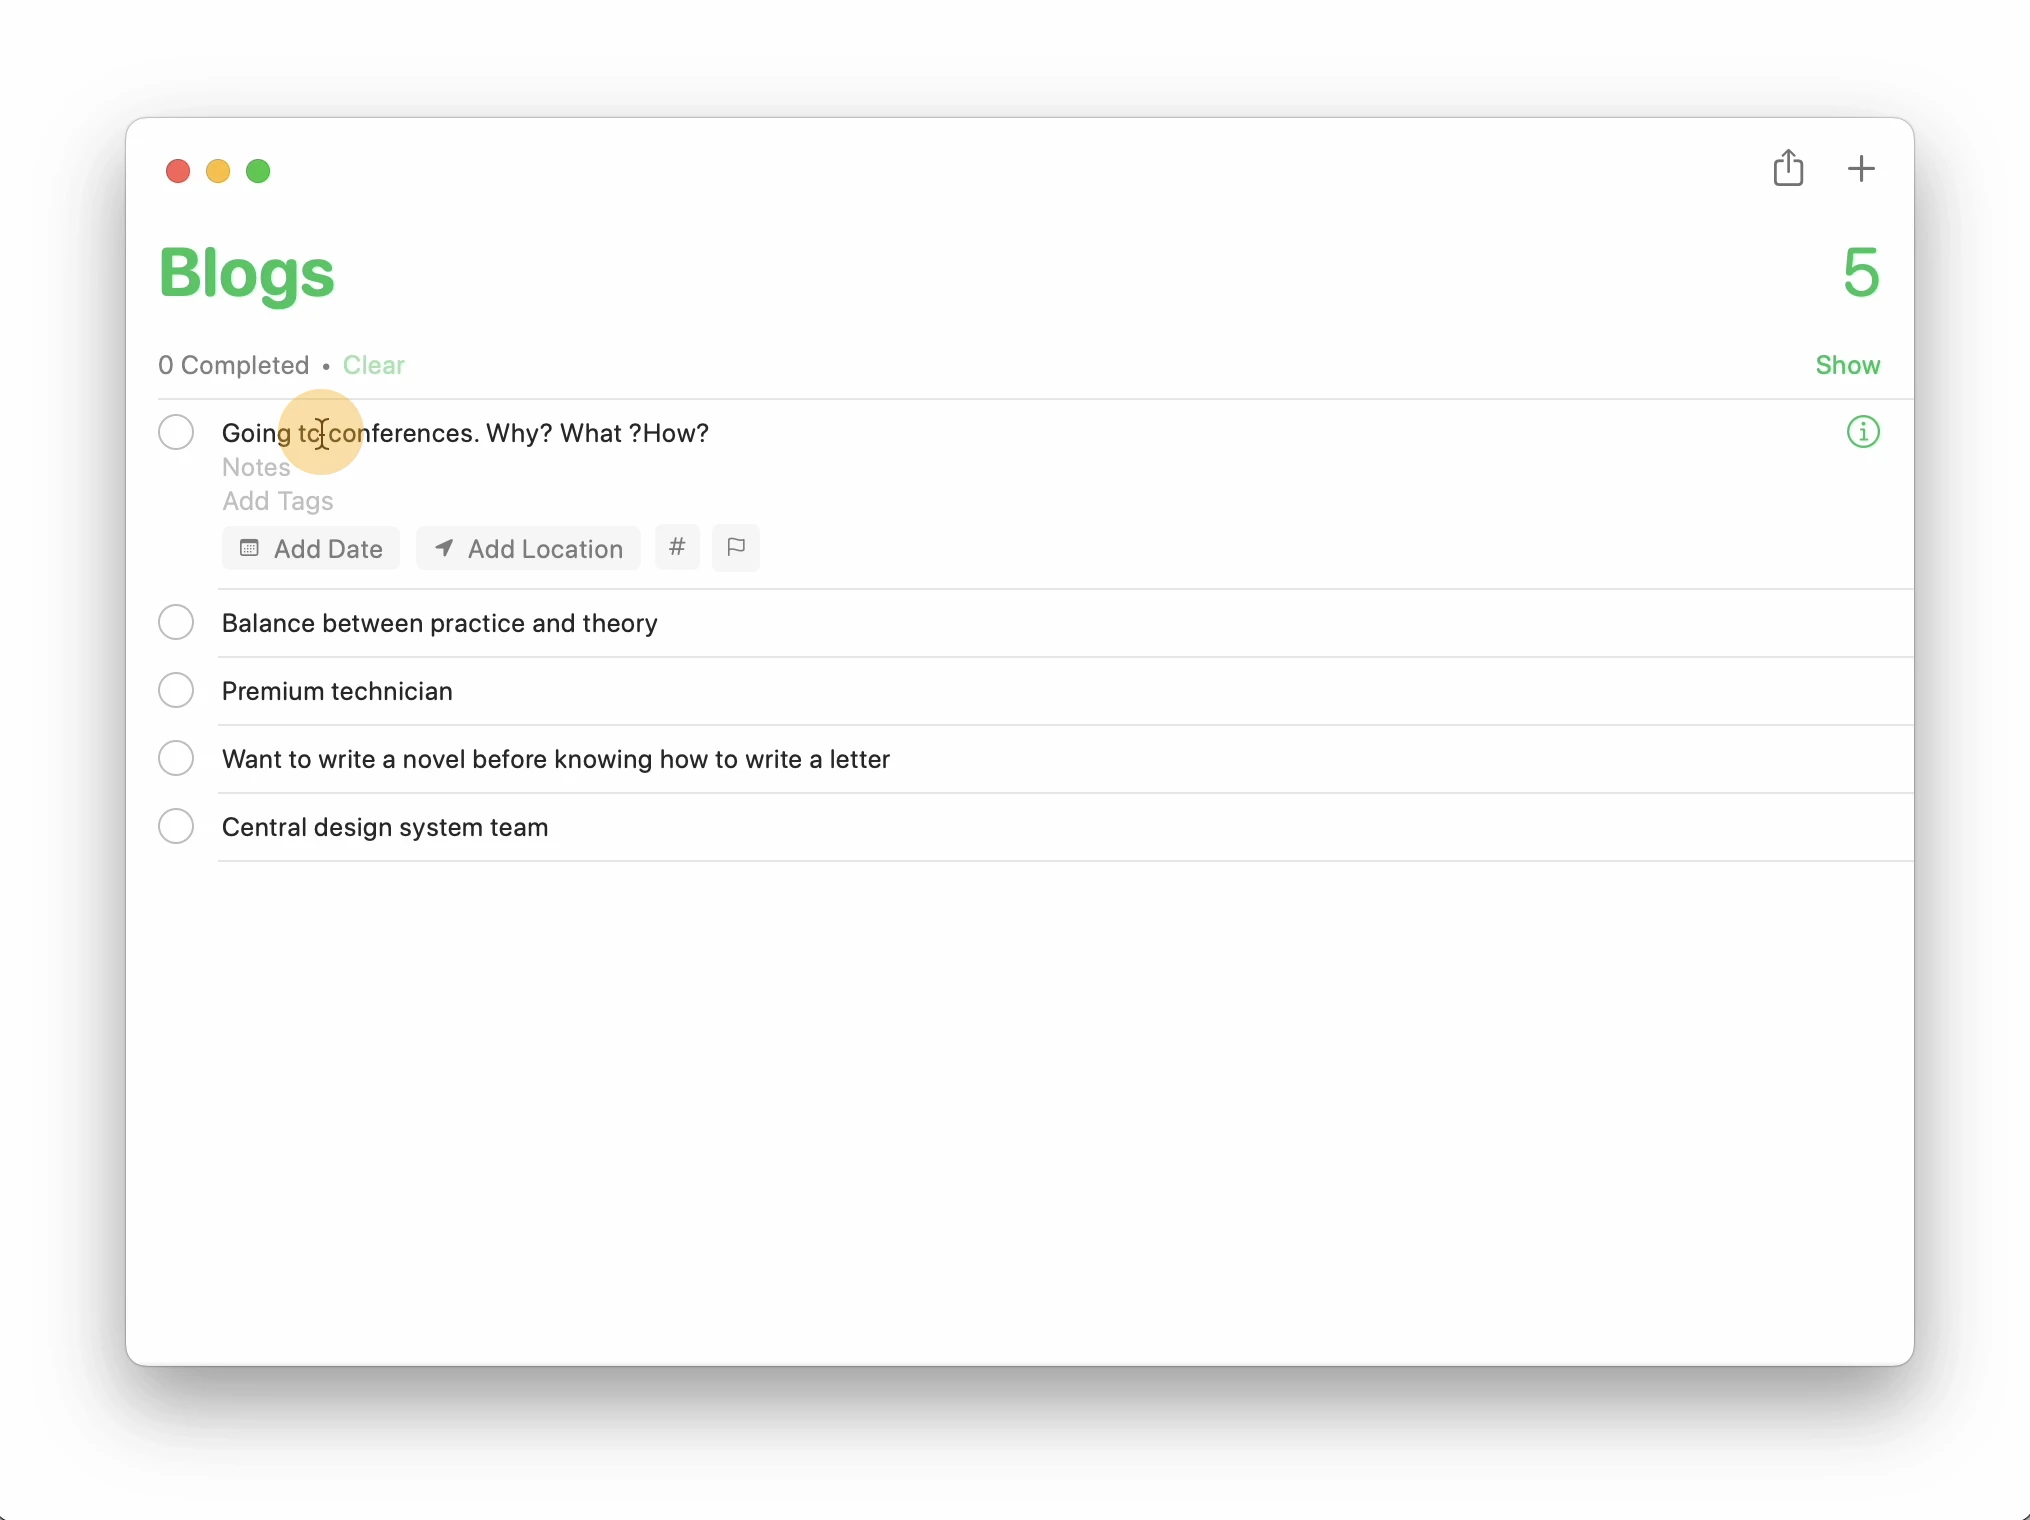 Blogs
5
0 Completed • Clear
Show
Going to conferences. Why? What ?How?
Notes
Add Tags
Add Date
Add Location
#
Balance between practice and theory
Premium technician
Want to write a novel before knowing how to write a letter
Central design system team